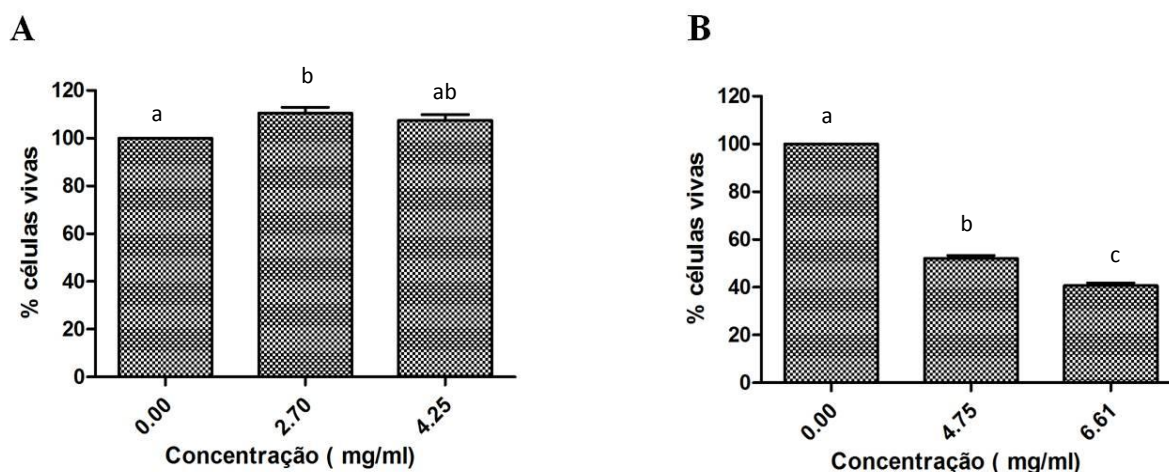 A
% células vivas
120
100
80
60
40
20
0
a
b
ab
0.00
2.70
4.25
Concentração ( mg/ml)
B
% células vivas
120
100
80
60
40
20
0
a
b
c
0.00
4.75
6.61
Concentração ( mg/ml)